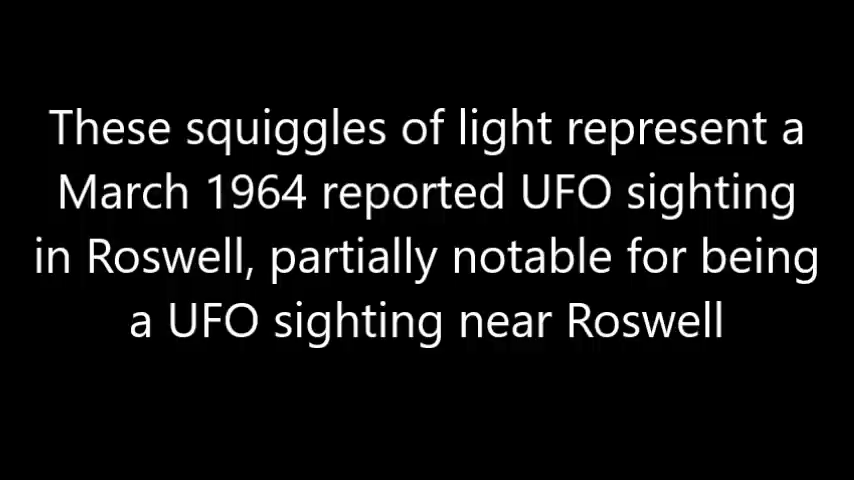 These squiggles of light represent a
March 1964 reported UFO sighting
in Roswell, partially notable for being
a UFO sighting near Roswell